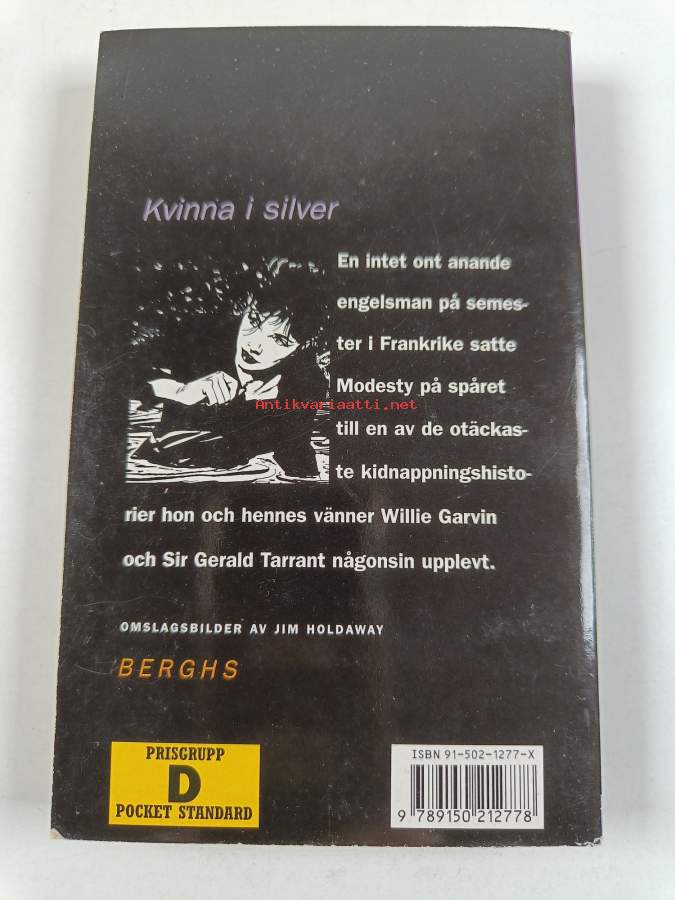 Kvinna i silver
En intet ont anande
engelsman på semes-
ter i Frankrike satte
Modesty på spåret
Antikvariaatti.net
till en av de otäckas-
te kidnappningshisto-
rier hon och hennes vänner Willie Garvin
och Sir Gerald Tarrant någonsin upplevt.
OMSLAGSBILDER AV JIM HOLDAWAY
BERGHS
PRISGRUPP
D
POCKET STANDARD
ISBN 91-502-1277-X
9 789150 212778